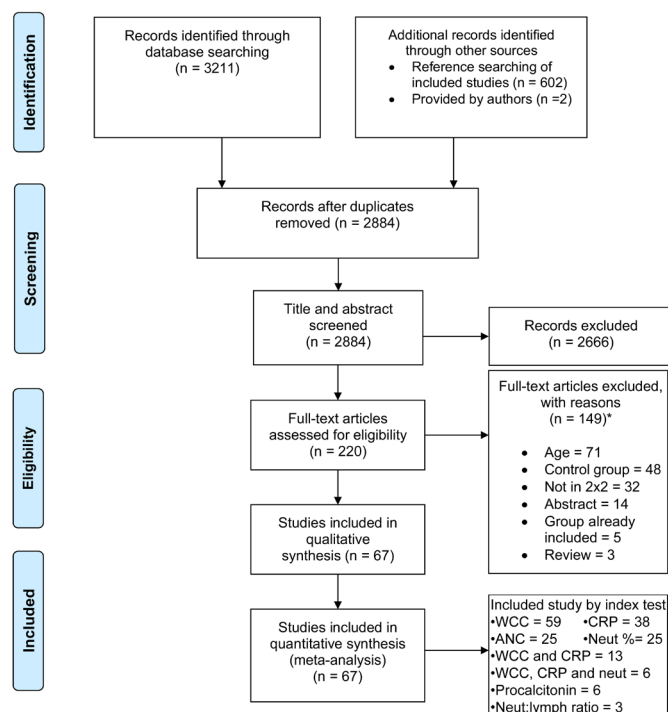 Identification
Records identified through
database searching
(n = 3211)
Additional records identified
through other sources
● Reference searching of
included studies (n = 602)
● Provided by authors (n =2)
Screening
Records after duplicates
removed (n = 2884)
Title and abstract
screened
(n = 2884)
Records excluded
(n = 2666)
Eligibility
Full-text articles
assessed for eligibility
(n = 220)
Full-text articles excluded,
with reasons
(n = 149)*
● Age = 71
● Control group = 48
● Not in 2x2 = 32
● Abstract = 14
● Group already
included = 5
● Review = 3
Studies included in
qualitative
synthesis (n = 67)
Included
Studies included in
quantitative synthesis
(meta-analysis)
(n = 67)
Included study by index test
•WCC = 59 •CRP = 38
•ANC = 25 •Neut %= 25
•WCC and CRP = 13
•WCC, CRP and neut = 6
•Procalcitonin = 6
•Neut:lymph ratio = 3